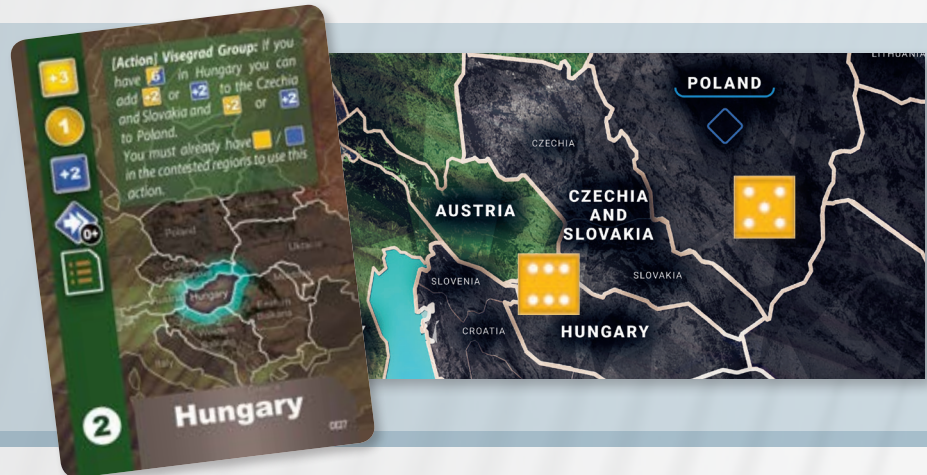 +3
1
+2
0+
[Action] Visegrad Group: If you
have 6 in Hungary you can
add +2 or +2 to the Czechia
and Slovakia and +2 or +2
to Poland.
You must already have / 
in the contested regions to use this
action.
Poland
Ukraine
Hungary
Italy
2
Hungary
LITHUANIA
POLAND
CZECHIA
AUSTRIA
CZECHIA
AND
SLOVAKIA
SLOVENIA
SLOVAKIA
CROATIA
HUNGARY